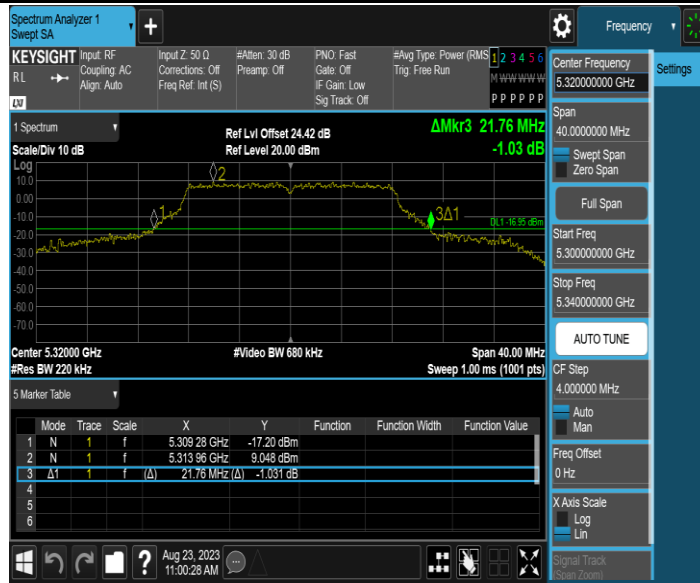 Spectrum Analyzer 1
Swept SA
+
Frequency
KEYSIGHT
RL
LXI
Input: RF
Coupling: AC
Align: Auto
Input Z: 50 Ω
Corrections: Off
Freq Ref: Int (S)
#Atten: 30 dB
Preamp: Off
PNO: Fast
Gate: Off
IF Gain: Low
Sig Track: Off
#Avg Type: Power (RMS
Trig: Free Run
1 2 3 4 5 6
M W W W W W
P P P P P P
1 Spectrum
Scale/Div 10 dB
Ref Lvl Offset 24.42 dB
Ref Level 20.00 dBm
ΔMkr3 21.76 MHz
-1.03 dB
Log
10.0
0.00
-10.0
-20.0
-30.0
-40.0
-50.0
-60.0
-70.0
1
2
3Δ1
DL1 -16.95 dBm
Center 5.32000 GHz
#Res BW 220 kHz
#Video BW 680 kHz
Span 40.00 MHz
Sweep 1.00 ms (1001 pts)
5 Marker Table
Mode Trace Scale X Y Function Function Width Function Value
1 N 1 f 5.309 28 GHz -17.20 dBm
2 N 1 f 5.313 96 GHz 9.048 dBm
3 Δ1 1 f (Δ) 21.76 MHz (Δ) -1.031 dB
4
5
6
?
Aug 23, 2023
11:00:28 AM
Center Frequency
5.320000000 GHz
Settings
Span
40.0000000 MHz
Swept Span
Zero Span
Full Span
Start Freq
5.300000000 GHz
Stop Freq
5.340000000 GHz
AUTO TUNE
CF Step
4.000000 MHz
Auto
Man
Freq Offset
0 Hz
X Axis Scale
Log
Lin
Signal Track
(Span Zoom)